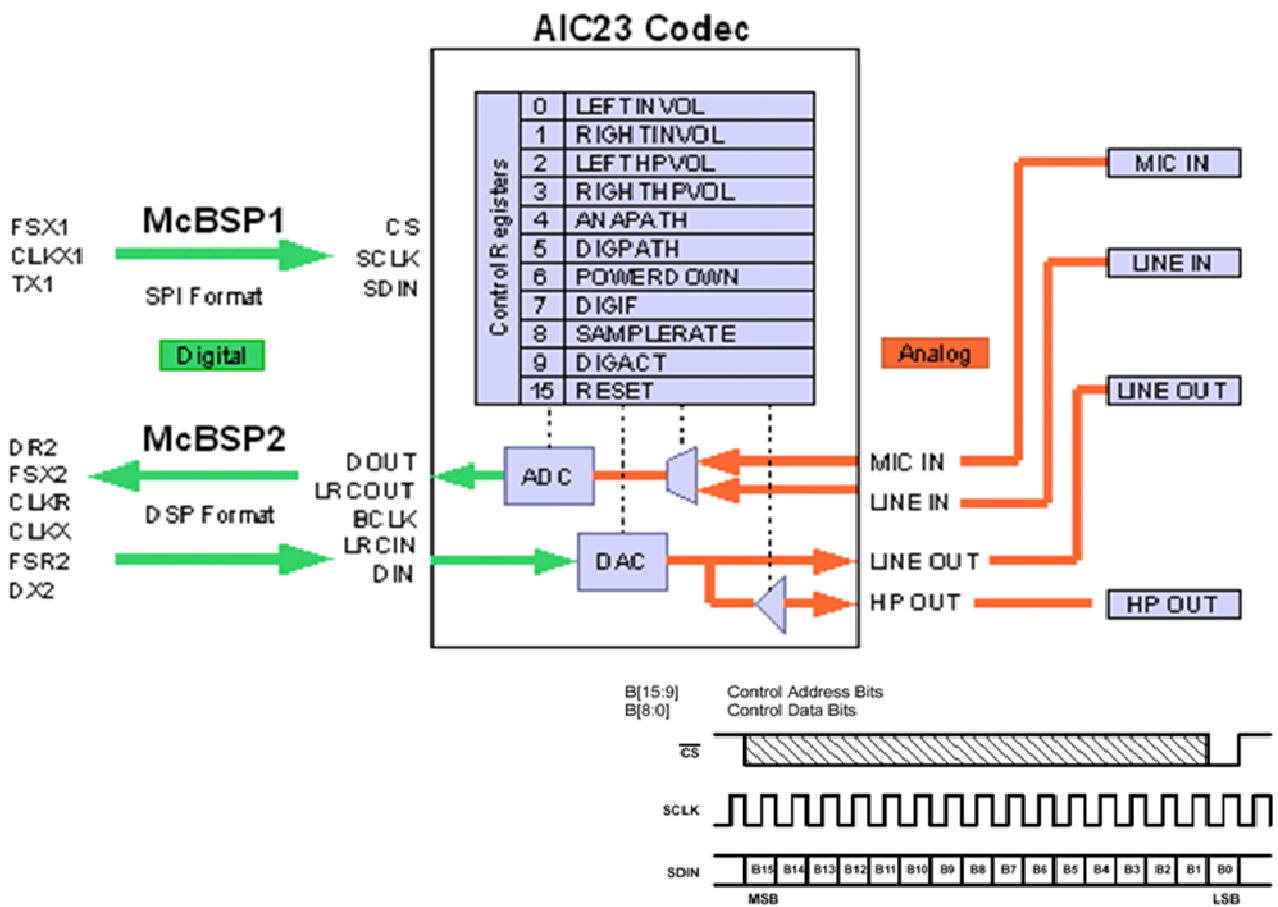 AIC23 Codec
Control Registers
0 LEFTINVOL
1 RIGHTINVOL
2 LEFTHPVOL
3 RIGHTHPVOL
4 ANAPATH
5 DIGPATH
6 POWERDOWN
7 DIGIF
8 SAMPLERATE
9 DIGACT
15 RESET
FSX1
CLKX1
TX1
McBSP1
SPI Format
CS
SCLK
SDIN
Digital
Analog
DR2
FSX2
CLKR
CLKX
FSR2
DX2
McBSP2
DSP Format
DOUT
LRCOUT
BCLK
LRCIN
DIN
ADC
DAC
MIC IN
LINE IN
LINE OUT
HP OUT
MIC IN
LINE IN
LINE OUT
HP OUT
B[15:9] Control Address Bits
B[8:0] Control Data Bits
CS
SCLK
SDIN B15 B14 B13 B12 B11 B10 B9 B8 B7 B6 B5 B4 B3 B2 B1 B0
MSB LSB